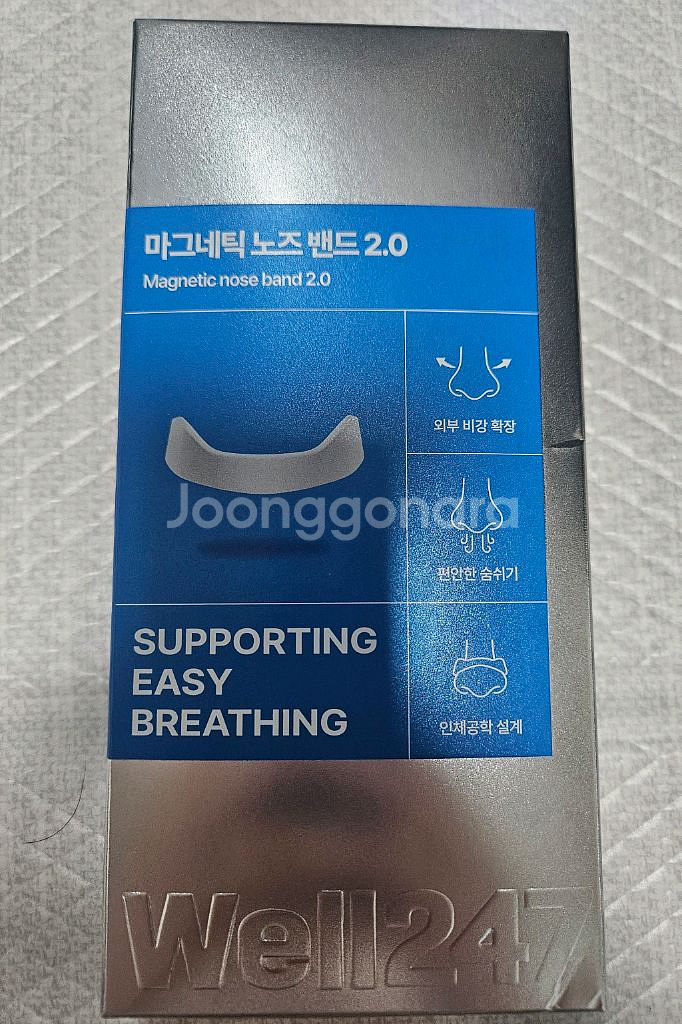 마그네틱 노즈 밴드 2.0
Magnetic nose band 2.0
외부 비강 확장
Joonggonara
편안한 숨쉬기
SUPPORTING
EASY
BREATHING
인체공학 설계
Well247